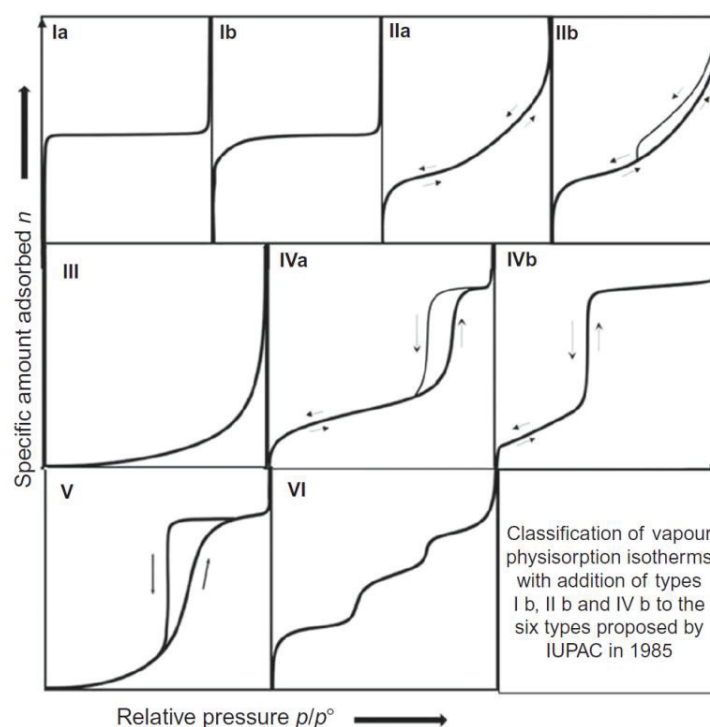 Ia
Ib
IIa
IIb
III
IVa
IVb
V
VI
Classification of vapour
physisorption isotherms
with addition of types
I b, II b and IV b to the
six types proposed by
IUPAC in 1985
Specific amount adsorbed n
Relative pressure p/p°